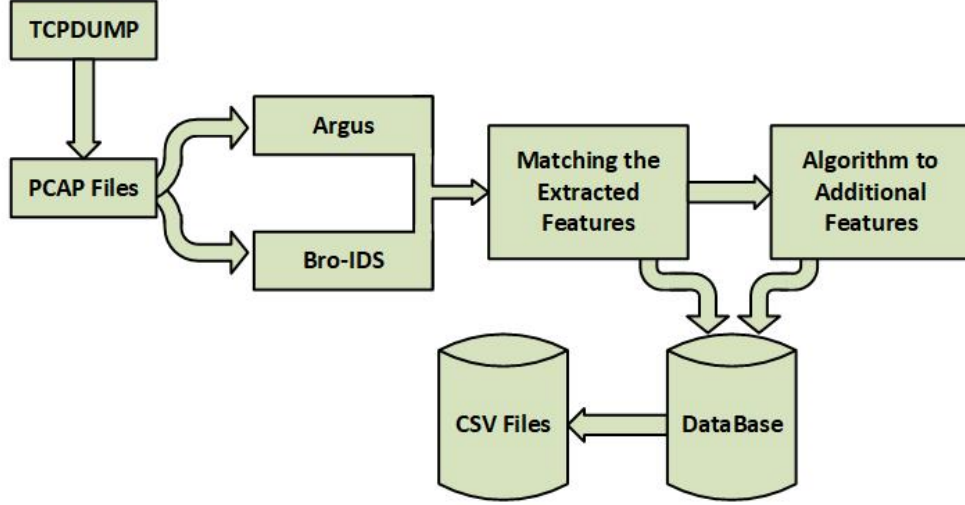 TCPDUMP
PCAP Files
Argus
Bro-IDS
Matching the
Extracted
Features
Algorithm to
Additional
Features
CSV Files
DataBase